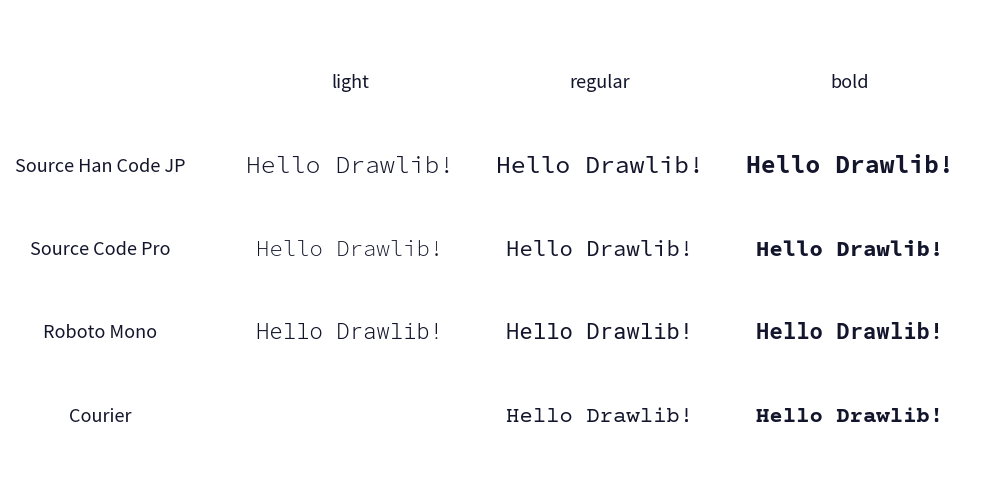 light regular bold
Source Han Code JP Hello Drawlib! Hello Drawlib! Hello Drawlib!
Source Code Pro Hello Drawlib! Hello Drawlib! Hello Drawlib!
Roboto Mono Hello Drawlib! Hello Drawlib! Hello Drawlib!
Courier Hello Drawlib! Hello Drawlib!